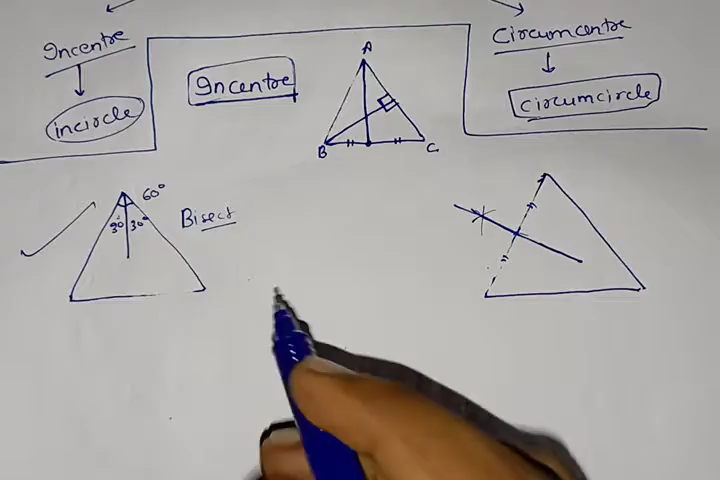 Incentre
incircle
Incentre
Circumcentre
circumcircle
A
B
C
60°
30° 30°
Bisect